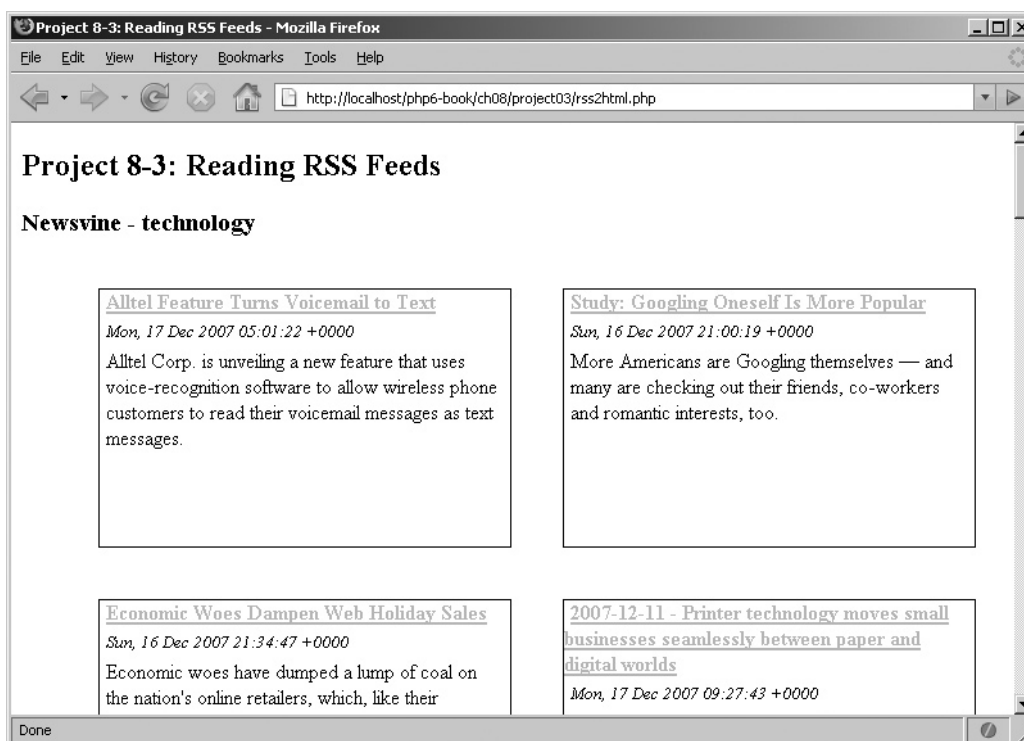 Project 8-3: Reading RSS Feeds - Mozilla Firefox
File Edit View History Bookmarks Tools Help
http://localhost/php6-book/ch08/project03/rss2html.php
Project 8-3: Reading RSS Feeds
Newsvine - technology
Alltel Feature Turns Voicemail to Text
Mon, 17 Dec 2007 05:01:22 +0000
Alltel Corp. is unveiling a new feature that uses
voice-recognition software to allow wireless phone
customers to read their voicemail messages as text
messages.
Study: Googling Oneself Is More Popular
Sun, 16 Dec 2007 21:00:19 +0000
More Americans are Googling themselves — and
many are checking out their friends, co-workers
and romantic interests, too.
Economic Woes Dampen Web Holiday Sales
Sun, 16 Dec 2007 21:34:47 +0000
Economic woes have dumped a lump of coal on
the nation's online retailers, which, like their
2007-12-11 - Printer technology moves small
businesses seamlessly between paper and
digital worlds
Mon, 17 Dec 2007 09:27:43 +0000
Done